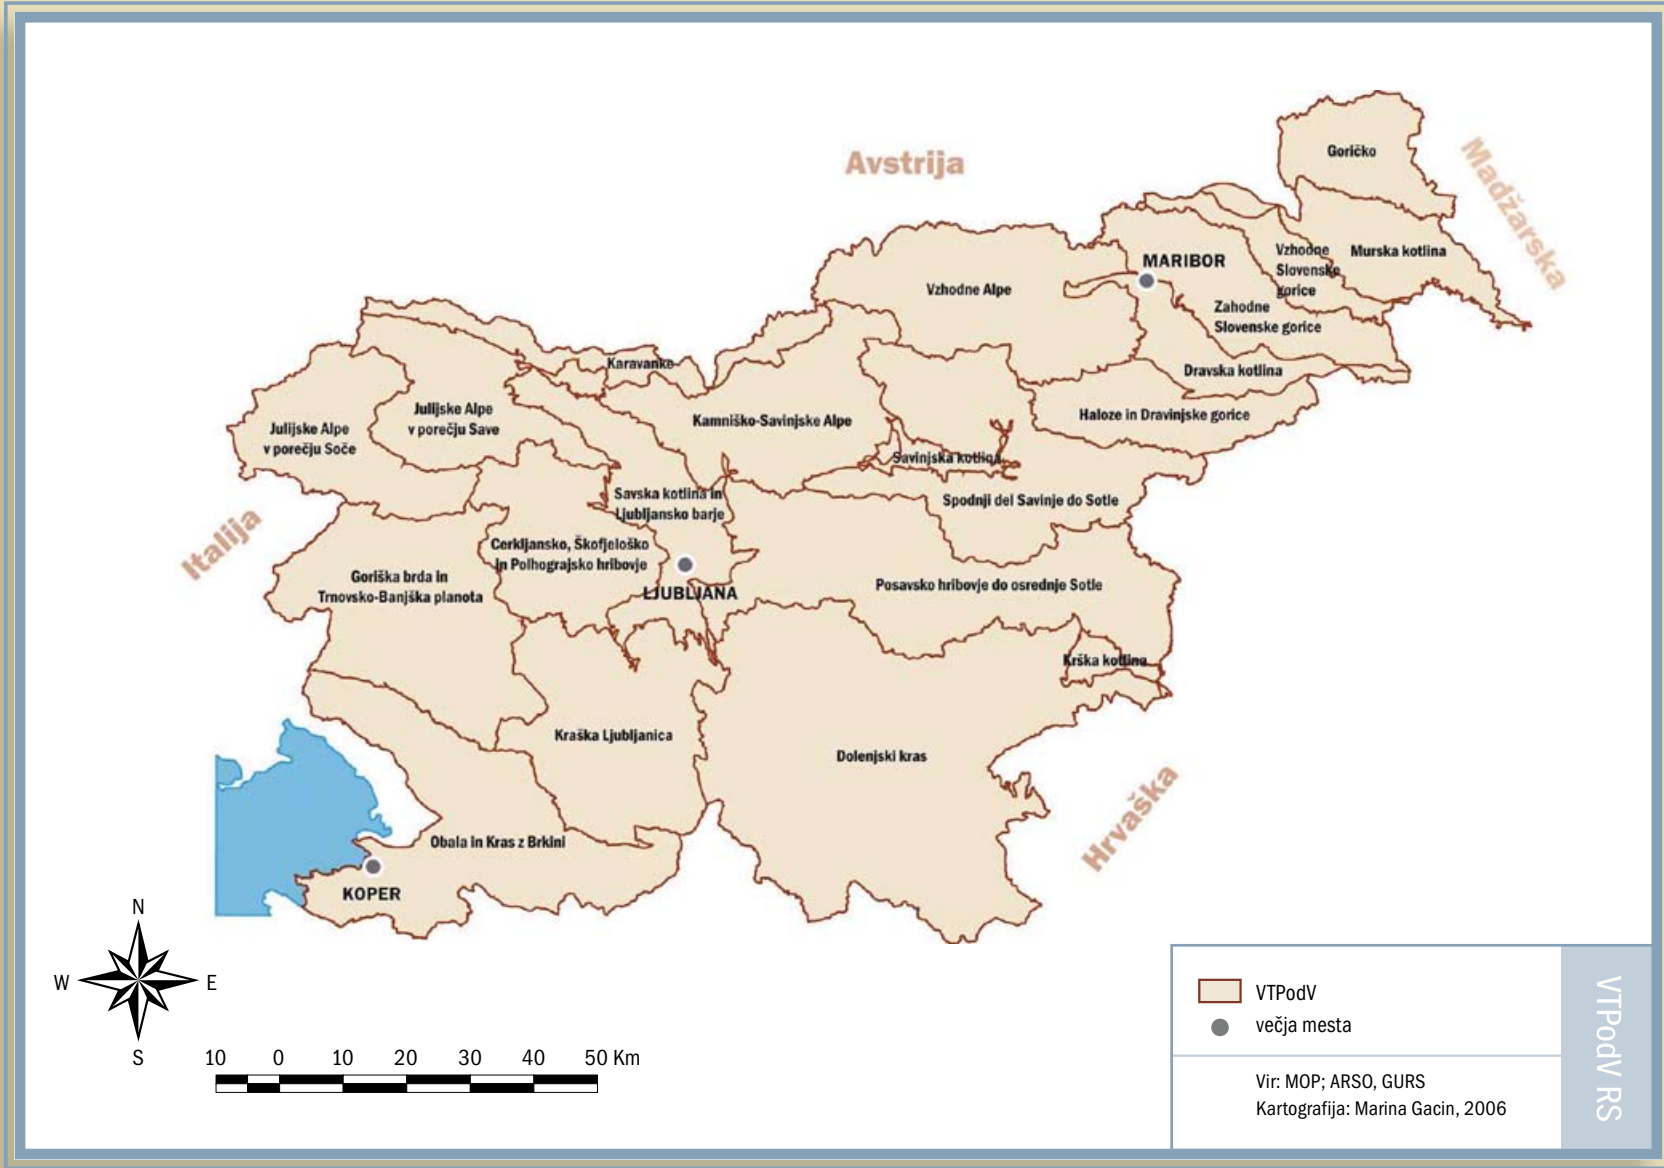 Avstrija
Madžarska
Italija
Hrvaška
Goričko
Murska kotlina
Vzhodne
Slovenske
gorice
MARIBOR
Zahodne
Slovenske gorice
Vzhodne Alpe
Dravska kotlina
Karavanke
Haloze in Dravinjske gorice
Kamniško-Savinjske Alpe
Julijske Alpe
v porečju Save
Julijske Alpe
v porečju Soče
Savinjska kotlina
Spodnji del Savinje do Sotle
Savska kotlina in
Ljubljansko barje
Cerkljansko, Škofjeloško
in Polhograjsko hribovje
LJUBLJANA
Goriška brda in
Trnovsko-Banjška planota
Posavsko hribovje do osrednje Sotle
Krška kotlina
Kraška Ljubljanica
Dolenjski kras
Obala in Kras z Brkini
KOPER
N
W
E
S
10 0 10 20 30 40 50 Km
VTPodV
večja mesta
Vir: MOP; ARSO, GURS
Kartografija: Marina Gacin, 2006
VTPodV RS